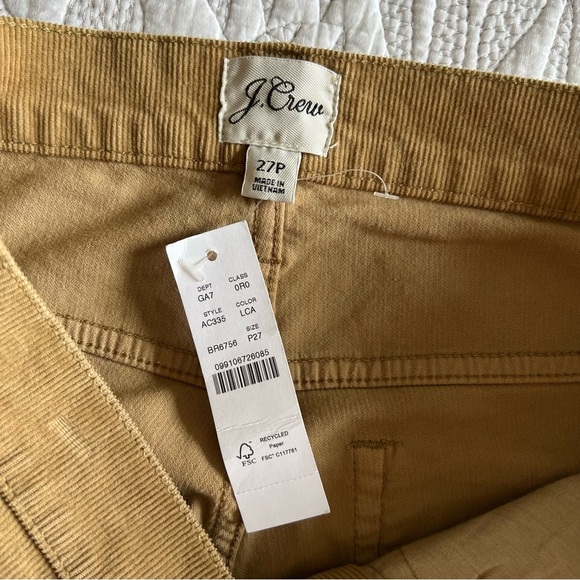 J.Crew
27P
MADE IN
VIETNAM
DEPT CLASS
GA7 0R0
STYLE COLOR
AC335 LCA
SIZE
BR6756 P27
099106726085
RECYCLED
Paper
FSC FSC® C117781